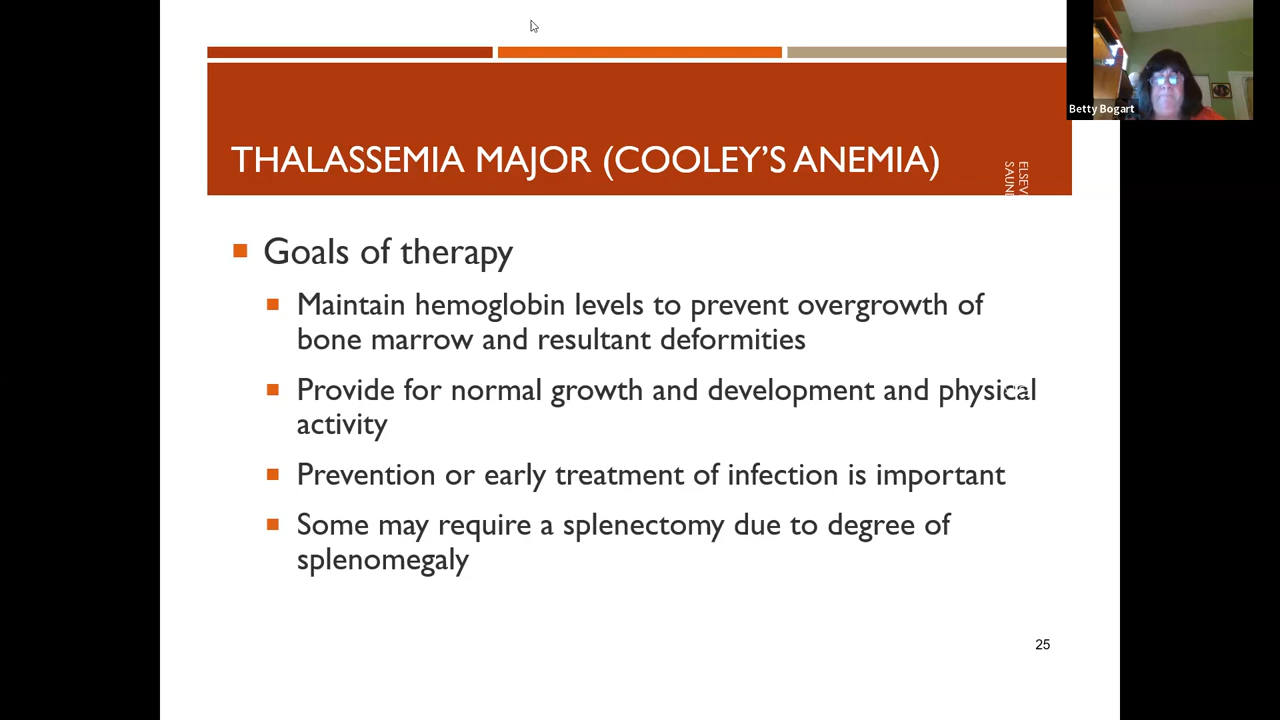 Betty Bogart
THALASSEMIA MAJOR (COOLEY’S ANEMIA)
Goals of therapy
Maintain hemoglobin levels to prevent overgrowth of
bone marrow and resultant deformities
Provide for normal growth and development and physical
activity
Prevention or early treatment of infection is important
Some may require a splenectomy due to degree of
splenomegaly
25